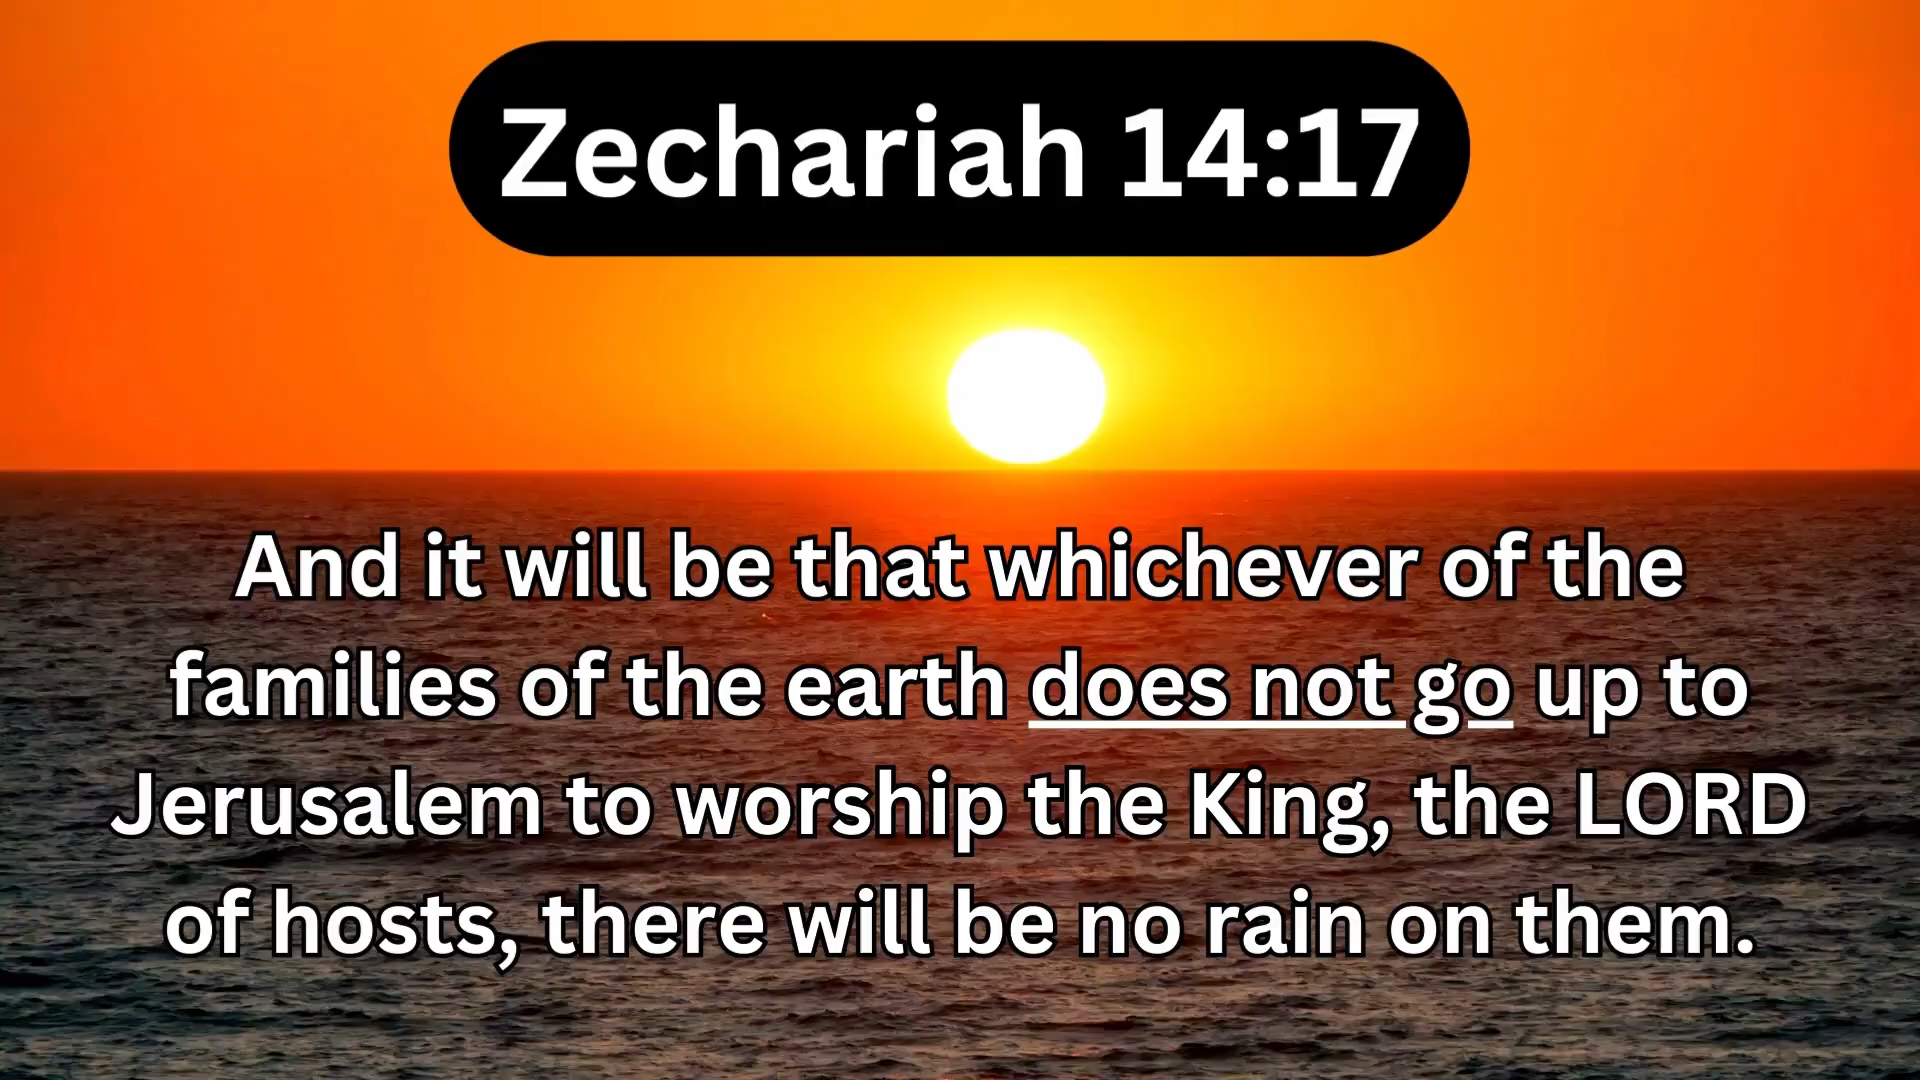 Zechariah 14:17
And it will be that whichever of the
families of the earth does not go up to
Jerusalem to worship the King, the LORD
of hosts, there will be no rain on them.